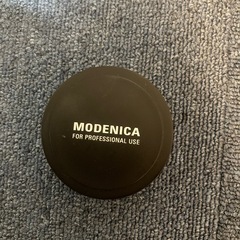 MODENICA
FOR PROFESSIONAL USE